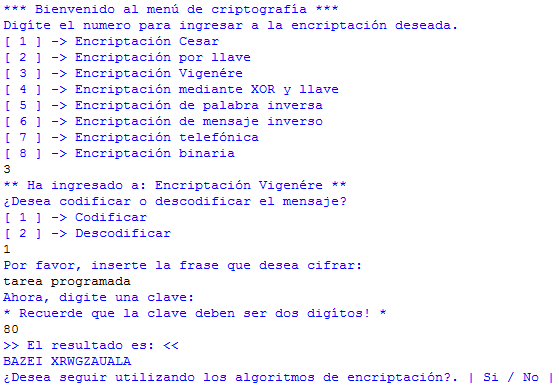 *** Bienvenido al menú de criptografía ***
Digíte el numero para ingresar a la encriptación deseada.
[ 1 ] -> Encriptación Cesar
[ 2 ] -> Encriptación por llave
[ 3 ] -> Encriptación Vigenére
[ 4 ] -> Encriptación mediante XOR y llave
[ 5 ] -> Encriptación de palabra inversa
[ 6 ] -> Encriptación de mensaje inverso
[ 7 ] -> Encriptación telefónica
[ 8 ] -> Encriptación binaria
3
** Ha ingresado a: Encriptación Vigenére **
¿Desea codificar o descodificar el mensaje?
[ 1 ] -> Codificar
[ 2 ] -> Descodificar
1
Por favor, inserte la frase que desea cifrar:
tarea programada
Ahora, digite una clave:
* Recuerde que la clave deben ser dos digítos! *
80
>> El resultado es: <<
BAZEI XRWGZAUALA
¿Desea seguir utilizando los algoritmos de encriptación?. | Si / No |